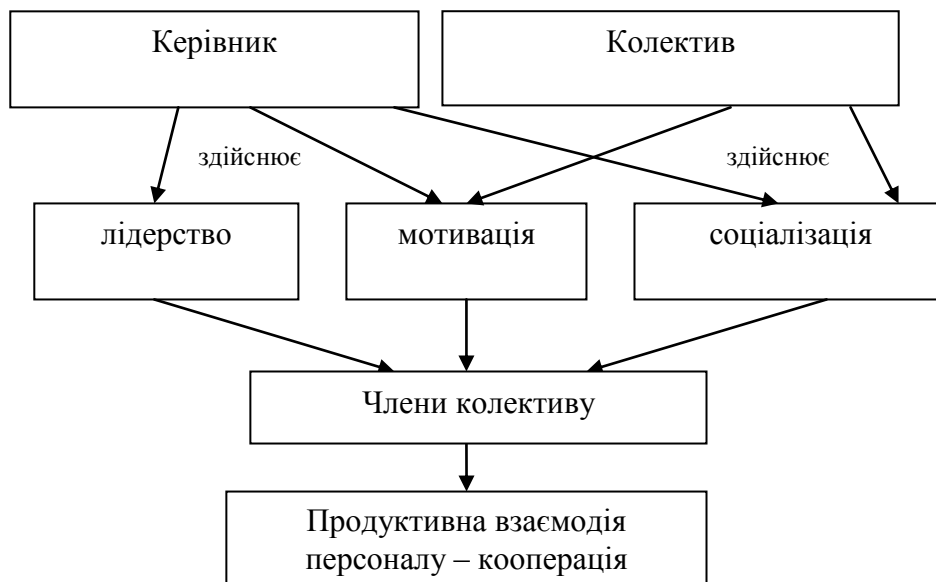 Керівник
Колектив
здійснює
здійснює
лідерство
мотивація
соціалізація
Члени колективу
Продуктивна взаємодія
персоналу – кооперація